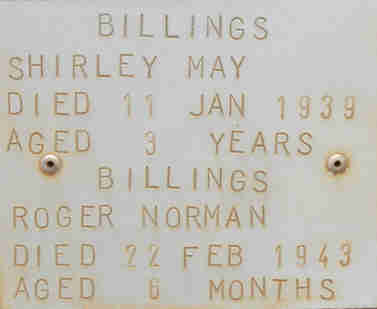 BILLINGS
SHIRLEY MAY
DIED 11 JAN 1939
AGED 3 YEARS
BILLINGS
ROGER NORMAN
DIED 22 FEB 1943
AGED 6 MONTHS